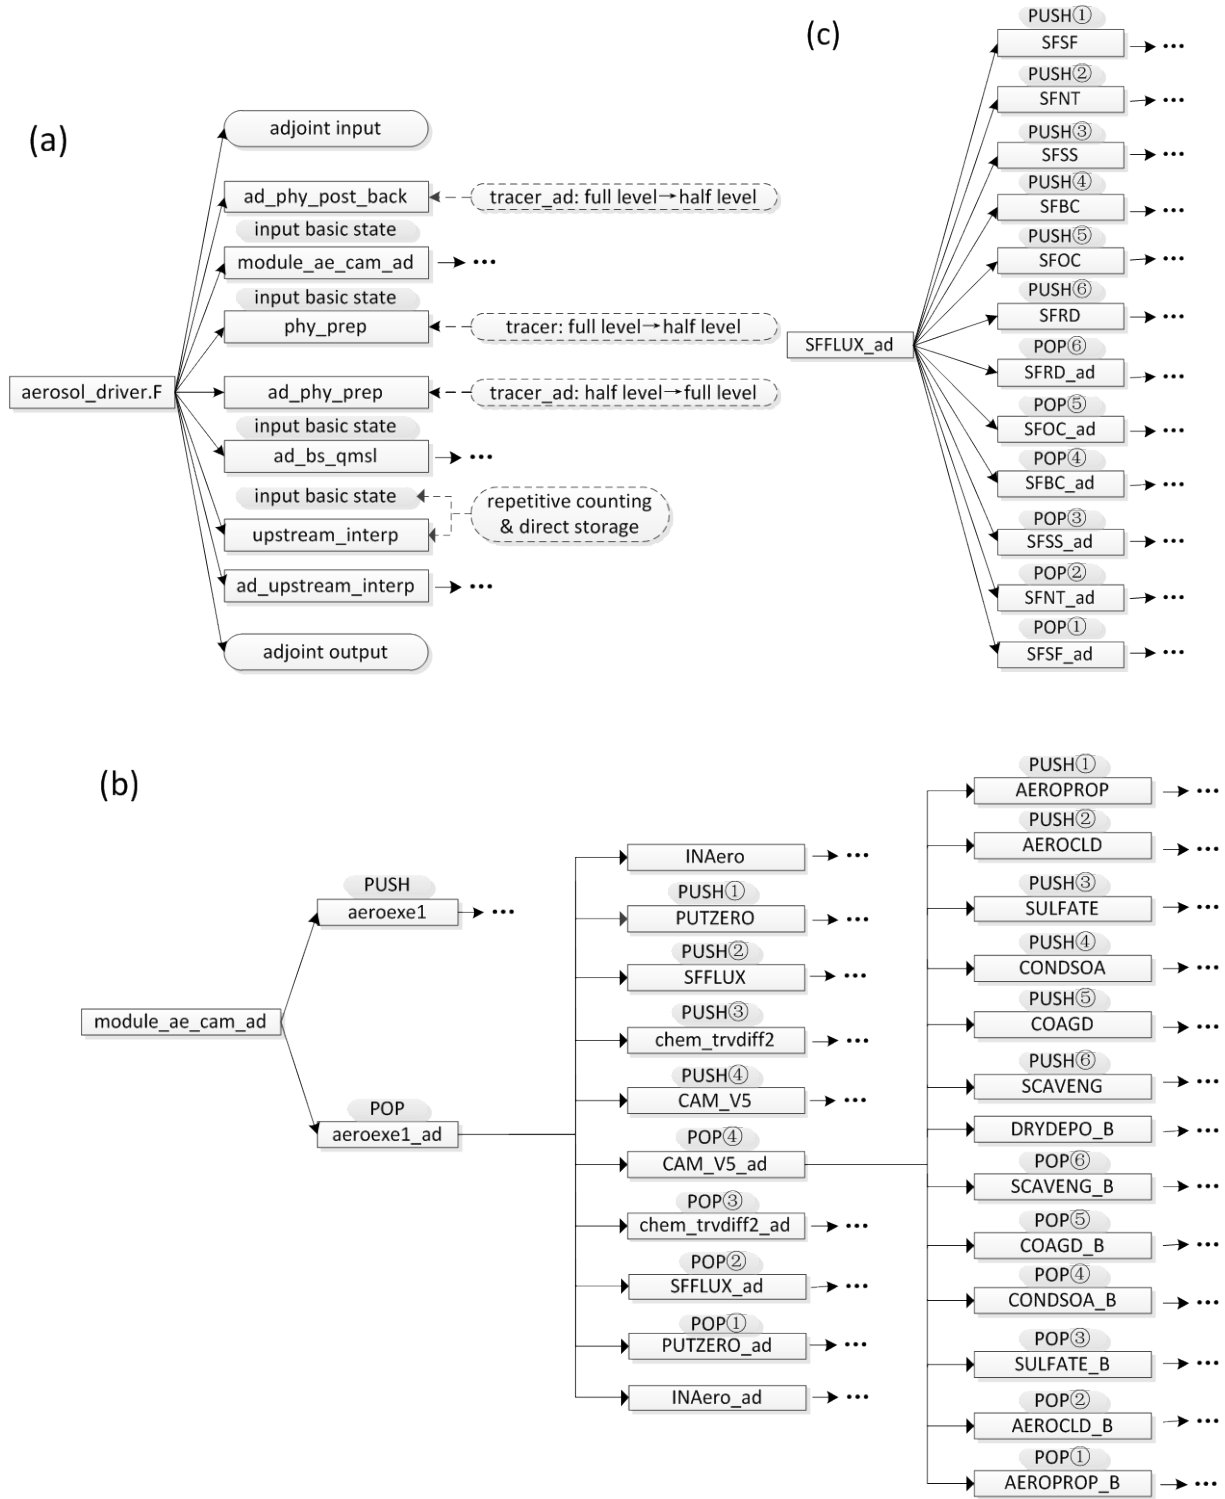 (a)
adjoint input
ad_phy_post_back
tracer_ad: full level→half level
input basic state
module_ae_cam_ad
•••
input basic state
phy_prep
tracer: full level→half level
aerosol_driver.F
ad_phy_prep
tracer_ad: half level→full level
input basic state
ad_bs_qmsl
•••
input basic state
repetitive counting
& direct storage
upstream_interp
ad_upstream_interp
•••
adjoint output
(c)
SFFLUX_ad
PUSH①
SFSF
•••
PUSH②
SFNT
•••
PUSH③
SFSS
•••
PUSH④
SFBC
•••
PUSH⑤
SFOC
•••
PUSH⑥
SFRD
•••
POP⑥
SFRD_ad
•••
POP⑤
SFOC_ad
•••
POP④
SFBC_ad
•••
POP③
SFSS_ad
•••
POP②
SFNT_ad
•••
POP①
SFSF_ad
•••
(b)
module_ae_cam_ad
PUSH
aeroexe1
•••
POP
aeroexe1_ad
INAero
•••
PUSH①
PUTZERO
•••
PUSH②
SFFLUX
•••
PUSH③
chem_trvdiff2
•••
PUSH④
CAM_V5
•••
POP④
CAM_V5_ad
POP③
chem_trvdiff2_ad
•••
POP②
SFFLUX_ad
•••
POP①
PUTZERO_ad
•••
INAero_ad
•••
PUSH①
AEROPROP
•••
PUSH②
AEROCLD
•••
PUSH③
SULFATE
•••
PUSH④
CONDSOA
•••
PUSH⑤
COAGD
•••
PUSH⑥
SCAVENG
•••
DRYDEPO_B
•••
POP⑥
SCAVENG_B
•••
POP⑤
COAGD_B
•••
POP④
CONDSOA_B
•••
POP③
SULFATE_B
•••
POP②
AEROCLD_B
•••
POP①
AEROPROP_B
•••